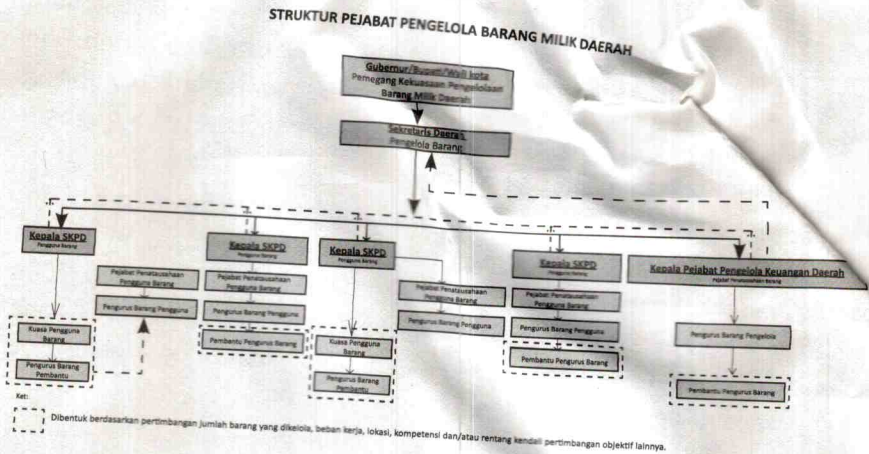 STRUKTUR PEJABAT PENGELOLA BARANG MILIK DAERAH
Gubernur/Bupati/Wali kota
Pemegang Kekuasaan Pengelolaan
Barang Milik Daerah
Sekretaris Daerah
Pengelola Barang
Kepala SKPD
Pengguna Barang
Pejabat Penatausahaan
Pengguna Barang
Pengurus Barang Pengguna
Kuasa Pengguna
Barang
Pengurus Barang
Pembantu
Kepala SKPD
Pengguna Barang
Pejabat Penatausahaan
Pengguna Barang
Pengurus Barang Pengguna
Pembantu Pengurus Barang
Kepala SKPD
Pengguna Barang
Kuasa Pengguna
Barang
Pengurus Barang
Pembantu
Pejabat Penatausahaan
Pengguna Barang
Pengurus Barang Pengguna
Kepala SKPD
Pengguna Barang
Pejabat Penatausahaan
Pengguna Barang
Pengurus Barang Pengguna
Pembantu Pengurus Barang
Kepala Pejabat Pengelola Keuangan Daerah
Pejabat Penatausahaan Barang
Pengurus Barang Pengelola
Pembantu Pengurus Barang
Ket:
Dibentuk berdasarkan pertimbangan jumlah barang yang dikelola, beban kerja, lokasi, kompetensi dan/atau rentang kendali pertimbangan objektif lainnya.